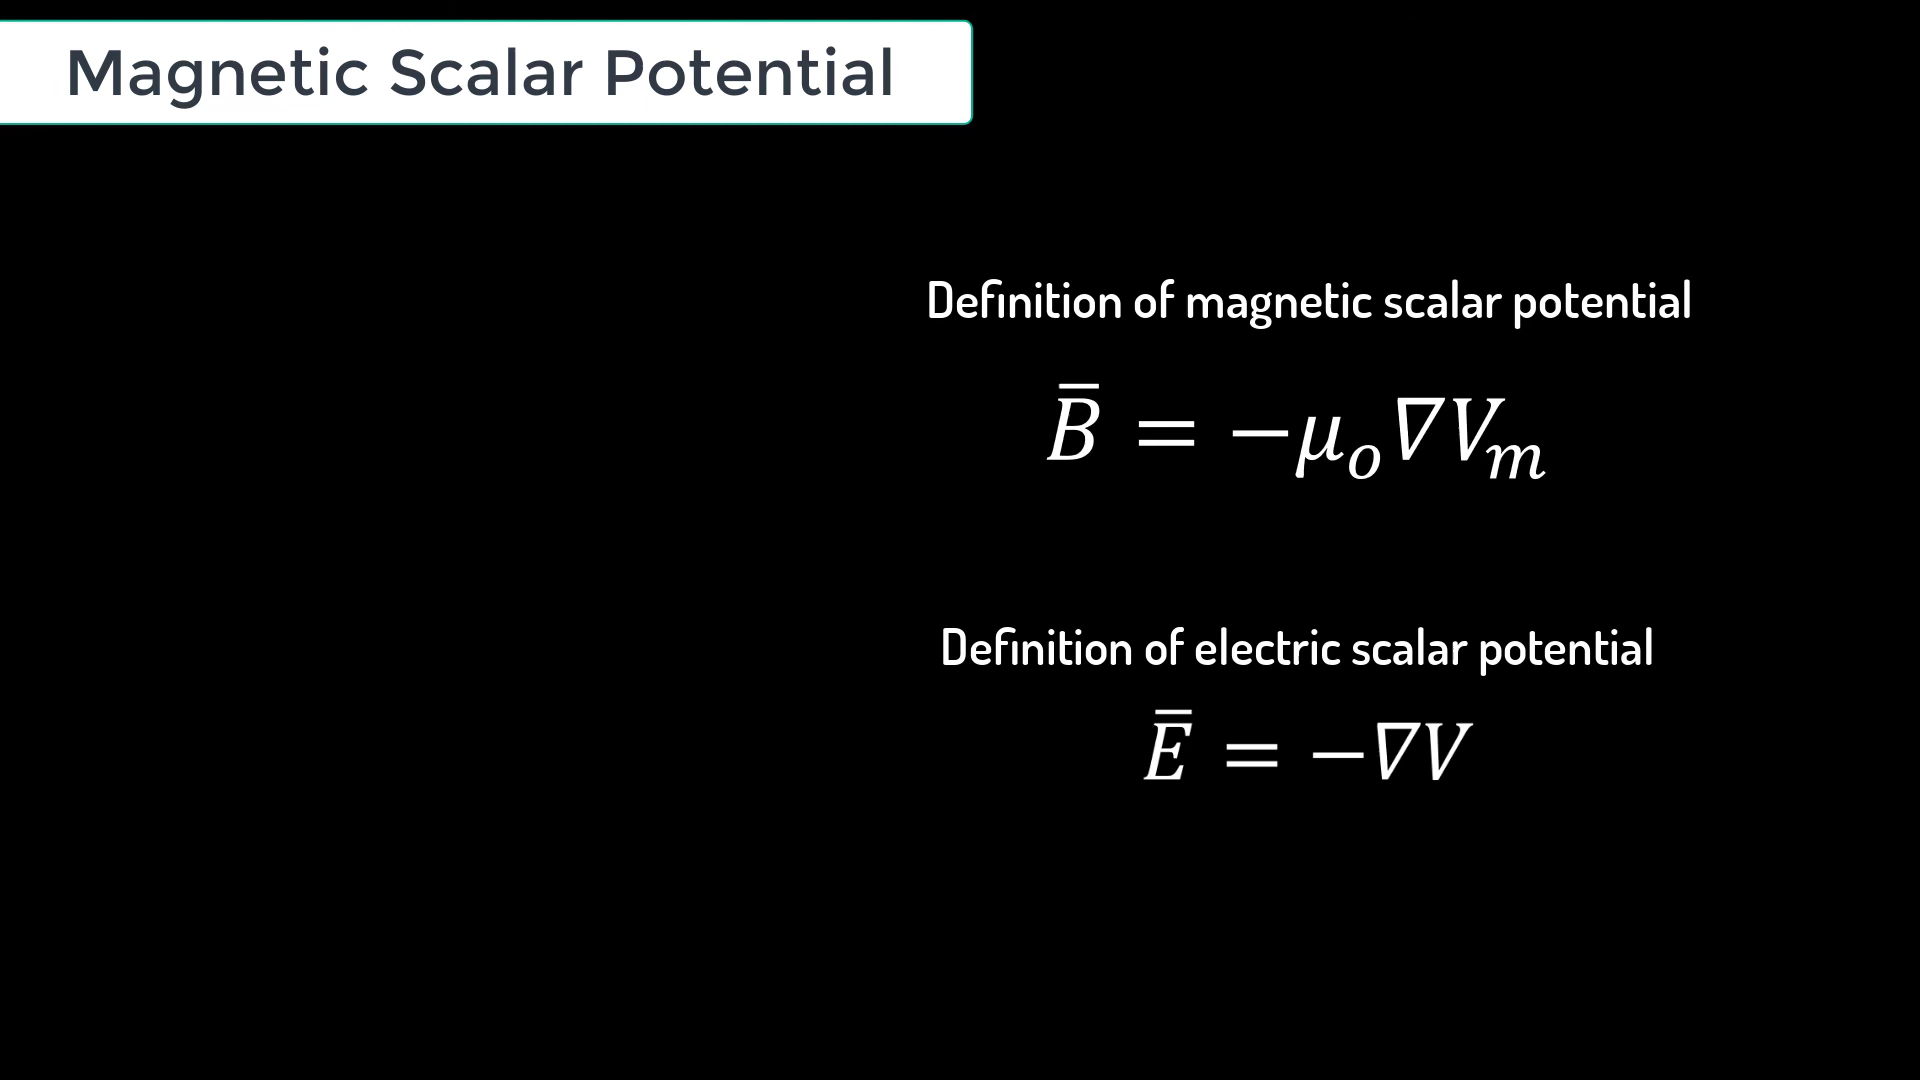 Magnetic Scalar Potential
Definition of magnetic scalar potential
B̅ = −μₒ∇Vₘ
Definition of electric scalar potential
E̅ = −∇V